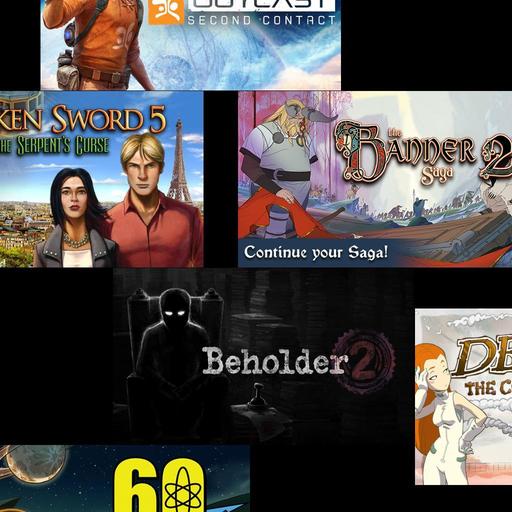 OUTCAST
SECOND CONTACT
KEN SWORD 5
HE SERPENT'S CURSE
the
BANNER 2
Saga
Continue your Saga!
Beholder 2
DE
THE C
60